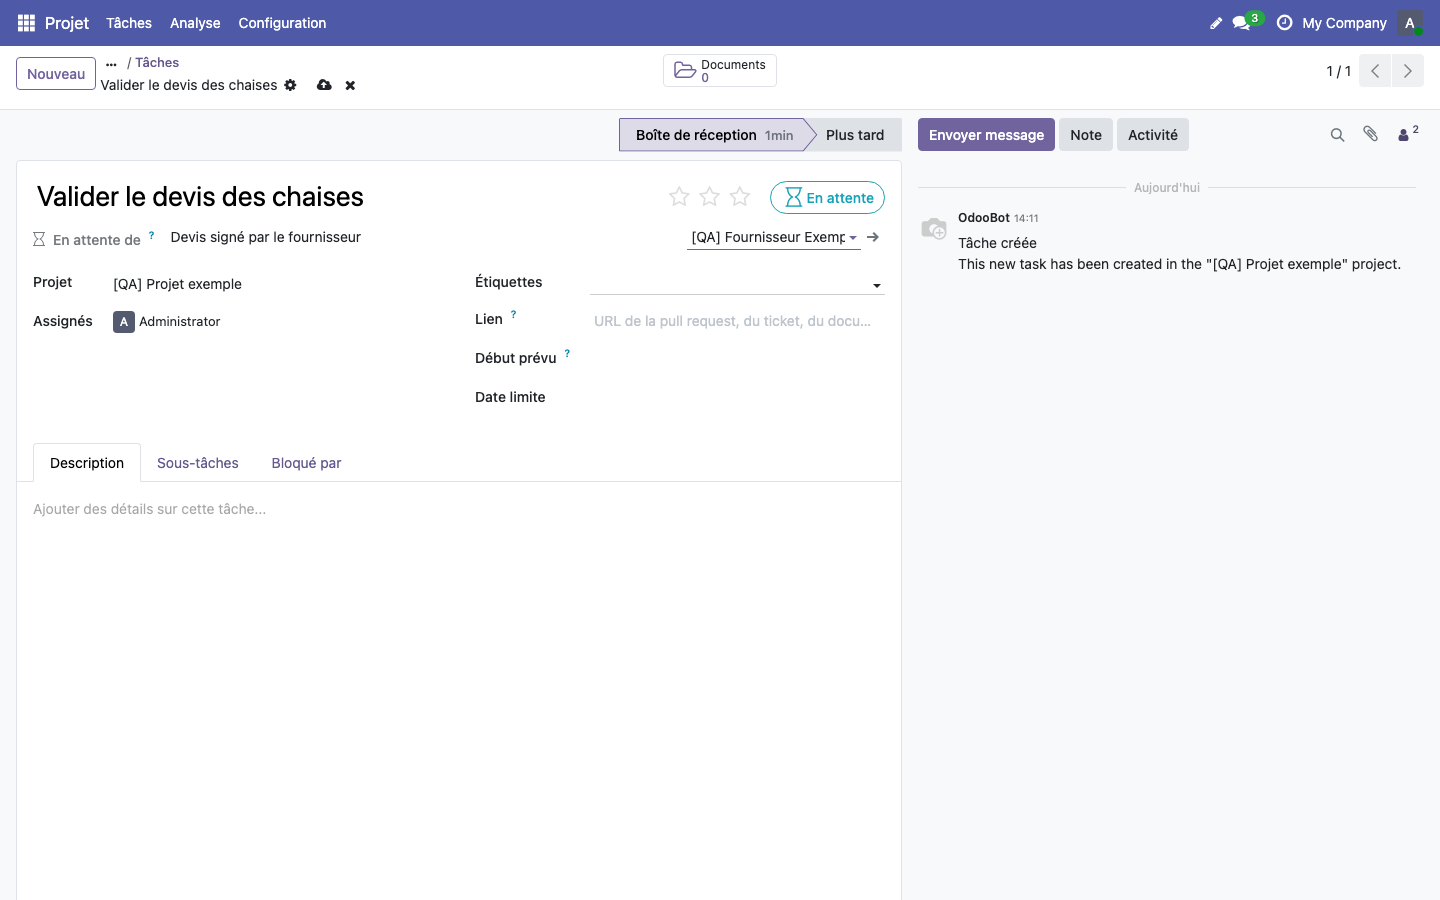 Projet Tâches Analyse Configuration 3 My Company A
Nouveau ... / Tâches
Valider le devis des chaises
Documents
0
1 / 1
Boîte de réception 1min Plus tard
Envoyer message Note Activité 2
Valider le devis des chaises
En attente
En attente de ? Devis signé par le fournisseur
[QA] Fournisseur Exemp
Projet [QA] Projet exemple
Assignés A Administrator
Étiquettes
Lien ? URL de la pull request, du ticket, du docu...
Début prévu ?
Date limite
Description Sous-tâches Bloqué par
Ajouter des détails sur cette tâche...
Aujourd'hui
OdooBot 14:11
Tâche créée
This new task has been created in the "[QA] Projet exemple" project.